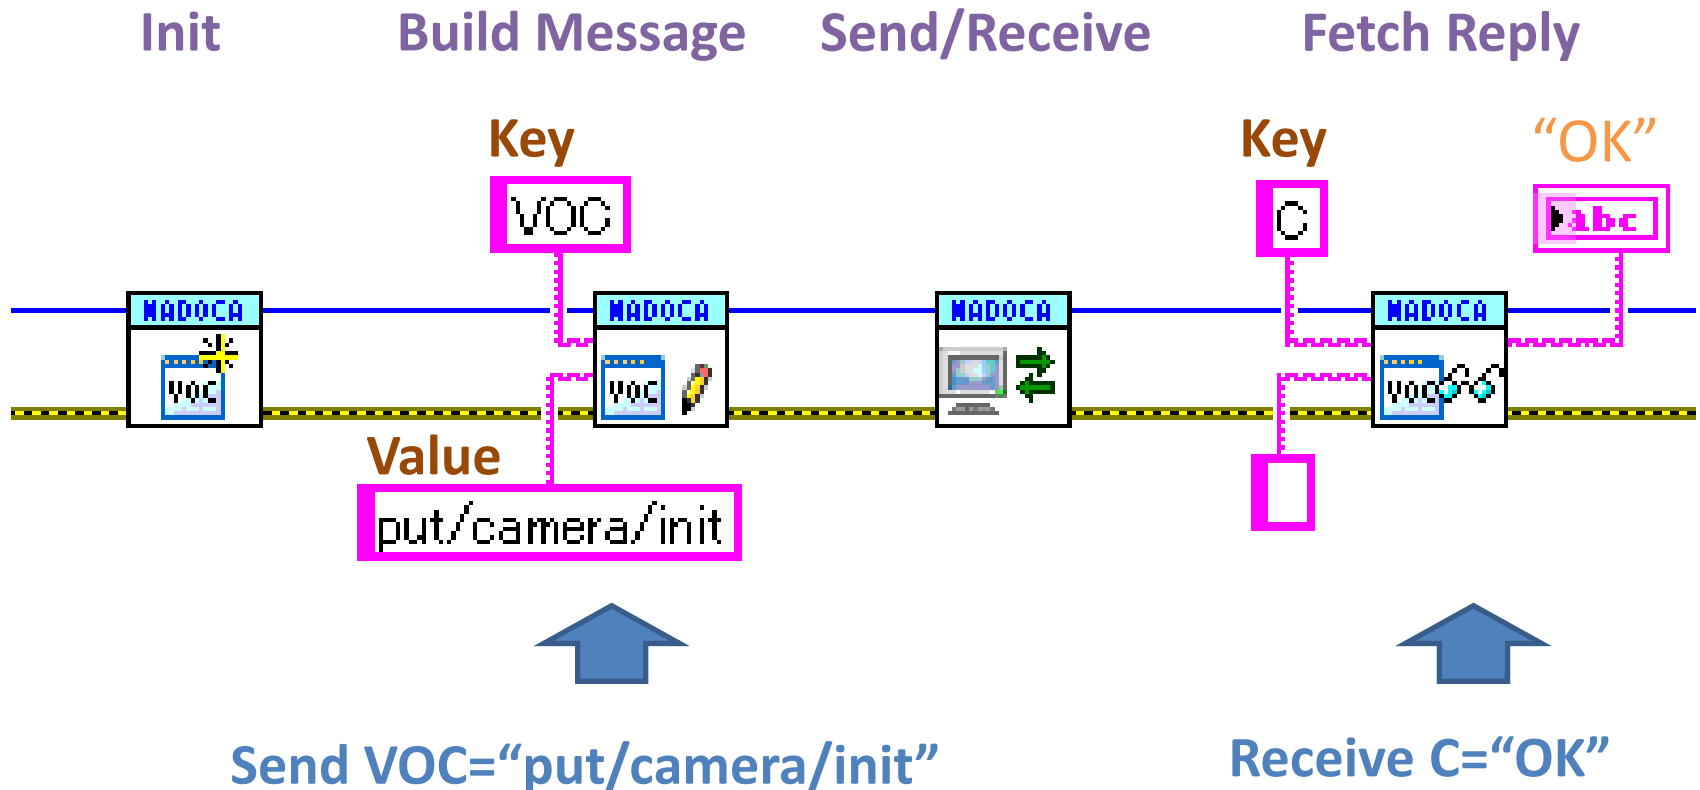 Init Build Message Send/Receive Fetch Reply
Key Key “OK”
VOC C abc
MADOCA MADOCA MADOCA MADOCA
VOC VOC VOC
Value
put/camera/init
Send VOC=“put/camera/init” Receive C=“OK”